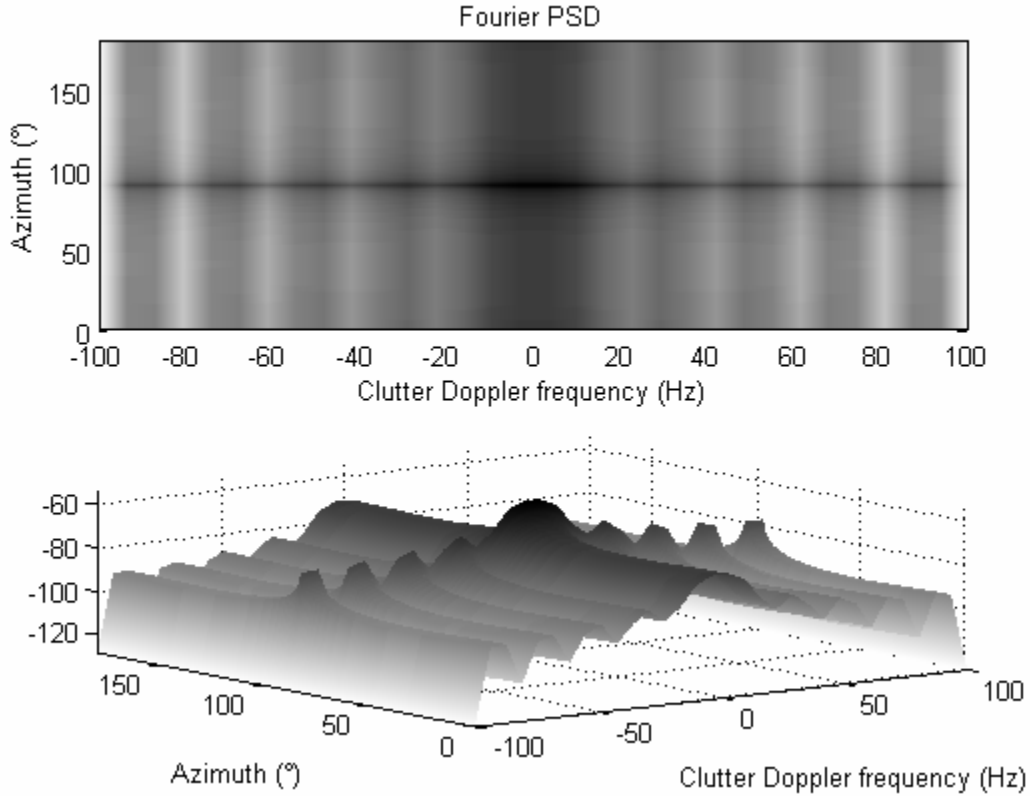 Fourier PSD
150
100
50
0
Azimuth (°)
-100 -80 -60 -40 -20 0 20 40 60 80 100
Clutter Doppler frequency (Hz)
-60
-80
-100
-120
150 100 50 0
-100 -50 0 50 100
Azimuth (°)
Clutter Doppler frequency (Hz)